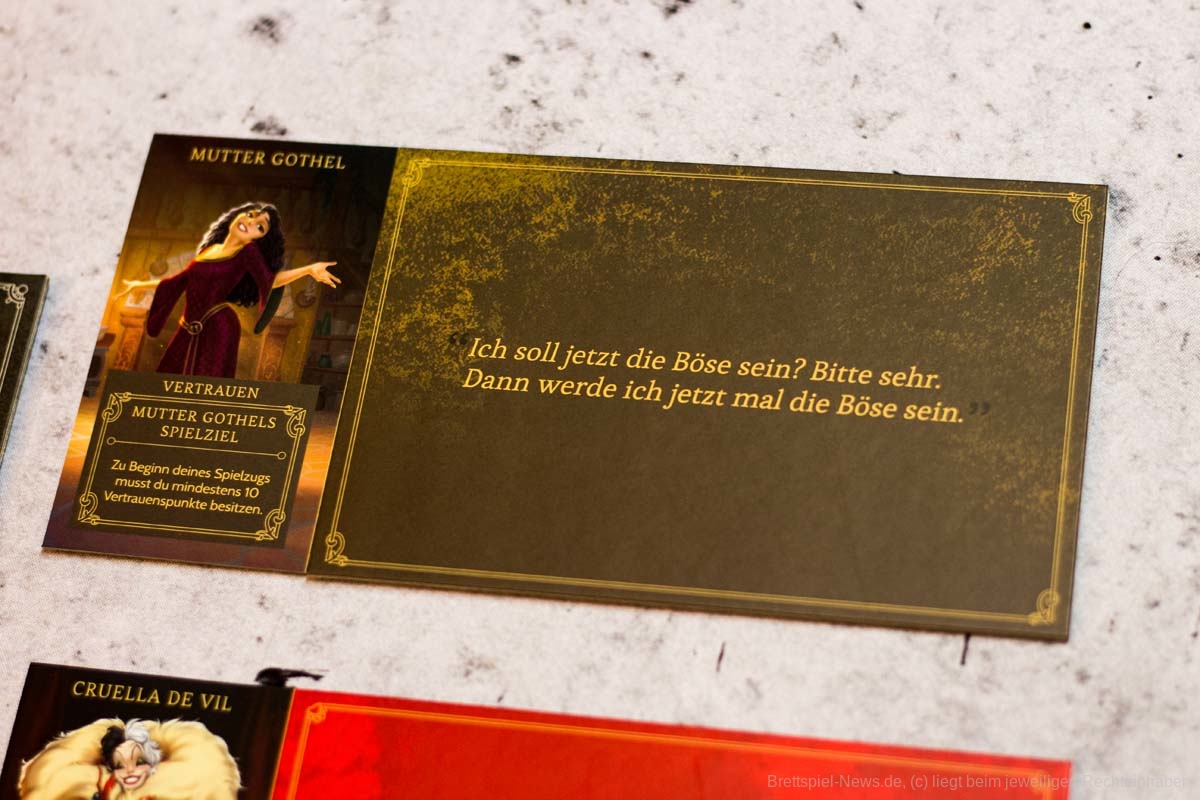 MUTTER GOTHEL
VERTRAUEN
MUTTER GOTHELS
SPIELZIEL
Zu Beginn deines Spielzugs
musst du mindestens 10
Vertrauenspunkte besitzen.
“Ich soll jetzt die Böse sein? Bitte sehr.
Dann werde ich jetzt mal die Böse sein.”
CRUELLA DE VIL
Brettspiel-News.de, (c) liegt beim jeweiligen Rechteinhaber